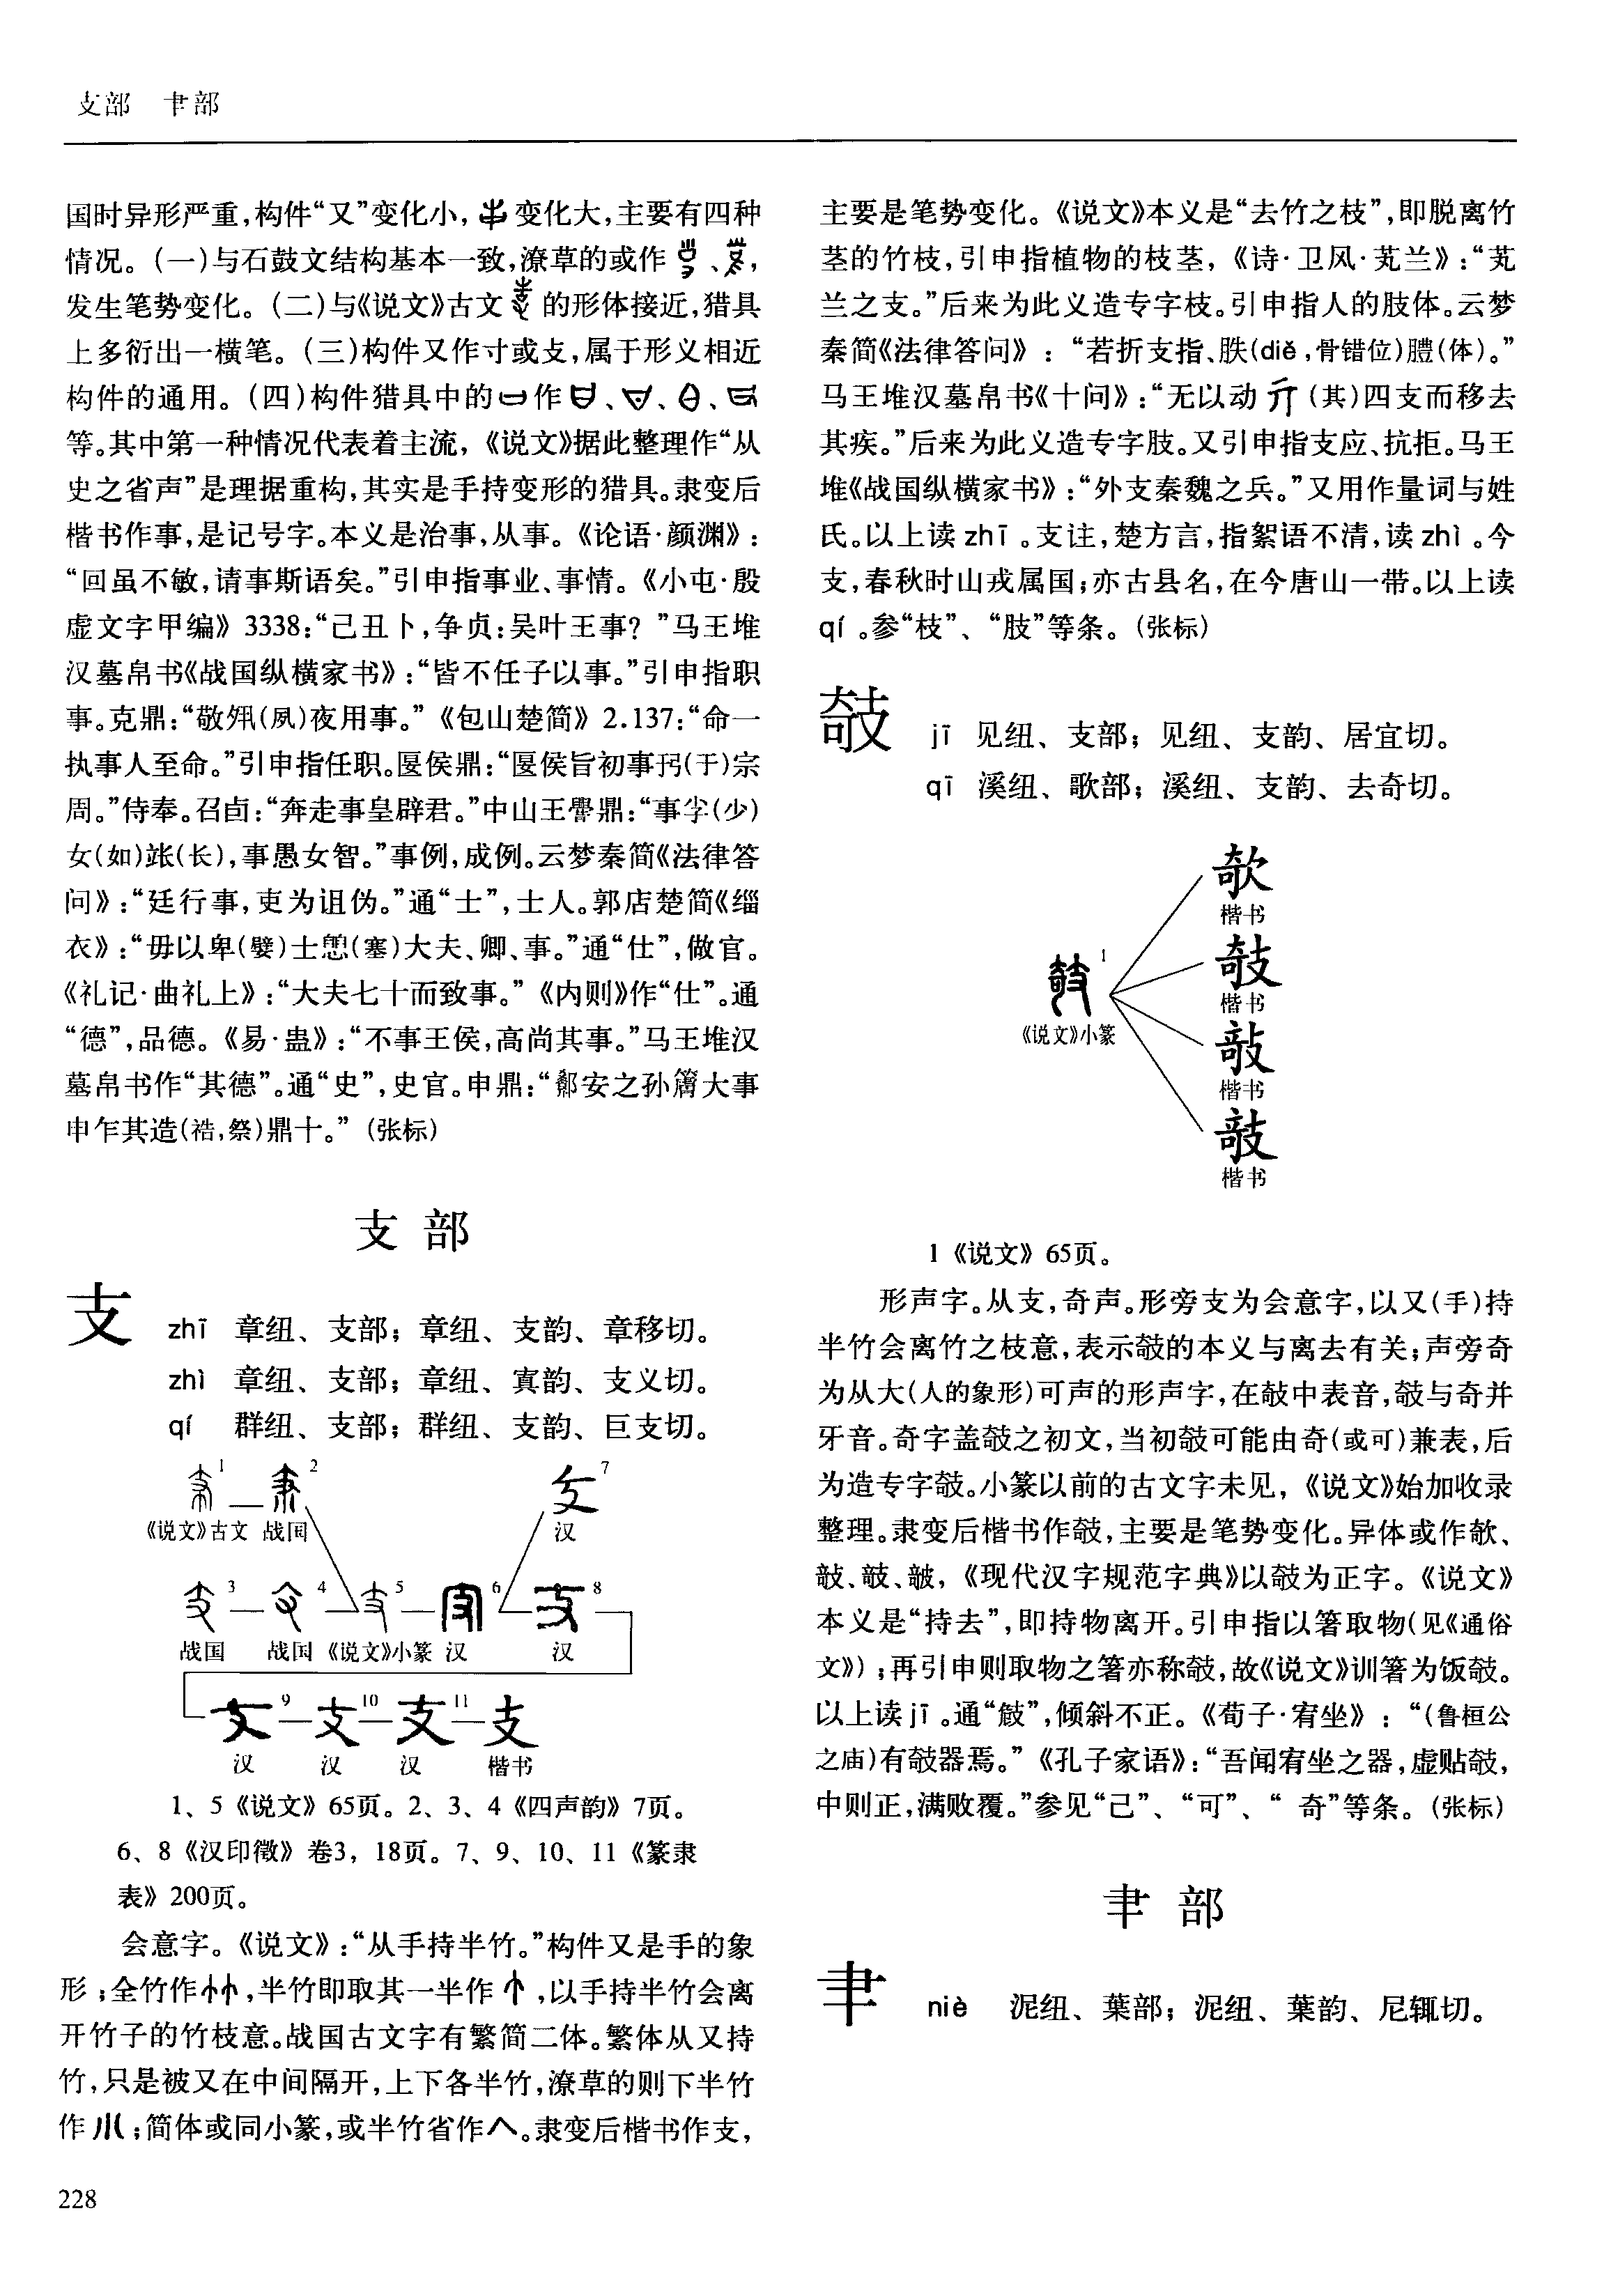 支部　肀部
国时异形严重,构件“又”变化小,变化大,主要有四种
情况。(一)与石鼓文结构基本一致,潦草的或作、,
发生笔势变化。(二)与《说文》古文的形体接近,猎具
上多衍出一横笔。(三)构件又作寸或攴,属于形义相近
构件的通用。(四)构件猎具中的作、、、
等。其中第一种情况代表着主流,《说文》据此整理作“从
史之省声”是理据重构,其实是手持变形的猎具。隶变后
楷书作事,是记号字。本义是治事,从事。《论语·颜渊》:
“回虽不敏,请事斯语矣。”引申指事业、事情。《小屯·殷
虚文字甲编》3338:“己丑卜,争贞:吴叶王事? ”马王堆
汉墓帛书《战国纵横家书》:“皆不任子以事。”引申指职
事。克鼎:“敬夙(夙)夜用事。”《包山楚简》2.137:“命一
执事人至命。”引申指任职。匽侯鼎:“匽侯旨初事(于)宗
周。”侍奉。召卣:“奔走事皇辟君。”中山王鼎:“事(少)
女(如)(长),事愚女智。”事例,成例。云梦秦简《法律答
问》:“廷行事,吏为诅伪。”通“士”,士人。郭店楚简《缁
衣》:“毋以卑(嬖)士(塞)大夫、卿、事。”通“仕”,做官。
《礼记·曲礼上》:“大夫七十而致事。”《内则》作“仕”。通
“德”,品德。《易·蛊》:“不事王侯,高尚其事。”马王堆汉
墓帛书作“其德”。通“史”,史官。申鼎:“安之孙大事
申乍其造(祰,祭)鼎十。”(张标)
支 部
支
zhī 章纽、支部；章纽、支韵、章移切。
zhì 章纽、支部；章纽、寘韵、支义切。
qí 群纽、支部；群纽、支韵、巨支切。
1 2 7
《说文》古文 战国 汉
3 4 5 6 8
战国 战国 《说文》小篆 汉 汉
9 10 11 支
汉 汉 汉 楷书
1、5《说文》65页。2、3、4《四声韵》7页。
6、8《汉印徵》卷3，18页。7、9、10、11《篆隶
表》200页。
会意字。《说文》:“从手持半竹。”构件又是手的象
形;全竹作,半竹即取其一半作,以手持半竹会离
开竹子的竹枝意。战国古文字有繁简二体。繁体从又持
竹,只是被又在中间隔开,上下各半竹,潦草的则下半竹
作;简体或同小篆,或半竹省作。隶变后楷书作支,
主要是笔势变化。《说文》本义是“去竹之枝”,即脱离竹
茎的竹枝,引申指植物的枝茎,《诗·卫风·芄兰》:“芄
兰之支。”后来为此义造专字枝。引申指人的肢体。云梦
秦简《法律答问》:“若折支指、胅(dié,骨错位)軆(体)。”
马王堆汉墓帛书《十问》:“无以动亓(其)四支而移去
其疾。”后来为此义造专字肢。又引申指支应、抗拒。马王
堆《战国纵横家书》:“外支秦魏之兵。”又用作量词与姓
氏。以上读 zhī 。支注,楚方言,指絮语不清,读 zhì 。令
支,春秋时山戎属国;亦古县名,在今唐山一带。以上读
qí 。参“枝”、“肢”等条。(张标)
攲
jī 见纽、支部；见纽、支韵、居宜切。
qī 溪纽、歌部；溪纽、支韵、去奇切。
欹
楷书
攲
楷书
1
敧
《说文》小篆
楷书
攲
楷书
1《说文》65页。
形声字。从支,奇声。形旁支为会意字,以又(手)持
半竹会离竹之枝意,表示攲的本义与离去有关;声旁奇
为从大(人的象形)可声的形声字,在攲中表音,攲与奇并
牙音。奇字盖攲之初文,当初攲可能由奇(或可)兼表,后
为造专字攲。小篆以前的古文字未见,《说文》始加收录
整理。隶变后楷书作攲,主要是笔势变化。异体或作欹、
、、,《现代汉字规范字典》以攲为正字。《说文》
本义是“持去”,即持物离开。引申指以箸取物(见《通俗
文》);再引申则取物之箸亦称攲,故《说文》训箸为饭攲。
以上读 jī 。通“”,倾斜不正。《荀子·宥坐》:“(鲁桓公
之庙)有攲器焉。”《孔子家语》:“吾闻宥坐之器,虚贴攲,
中则正,满败覆。”参见“己”、“可”、“ 奇”等条。(张标)
肀 部
肀
niè 泥纽、葉部；泥纽、葉韵、尼辄切。
228